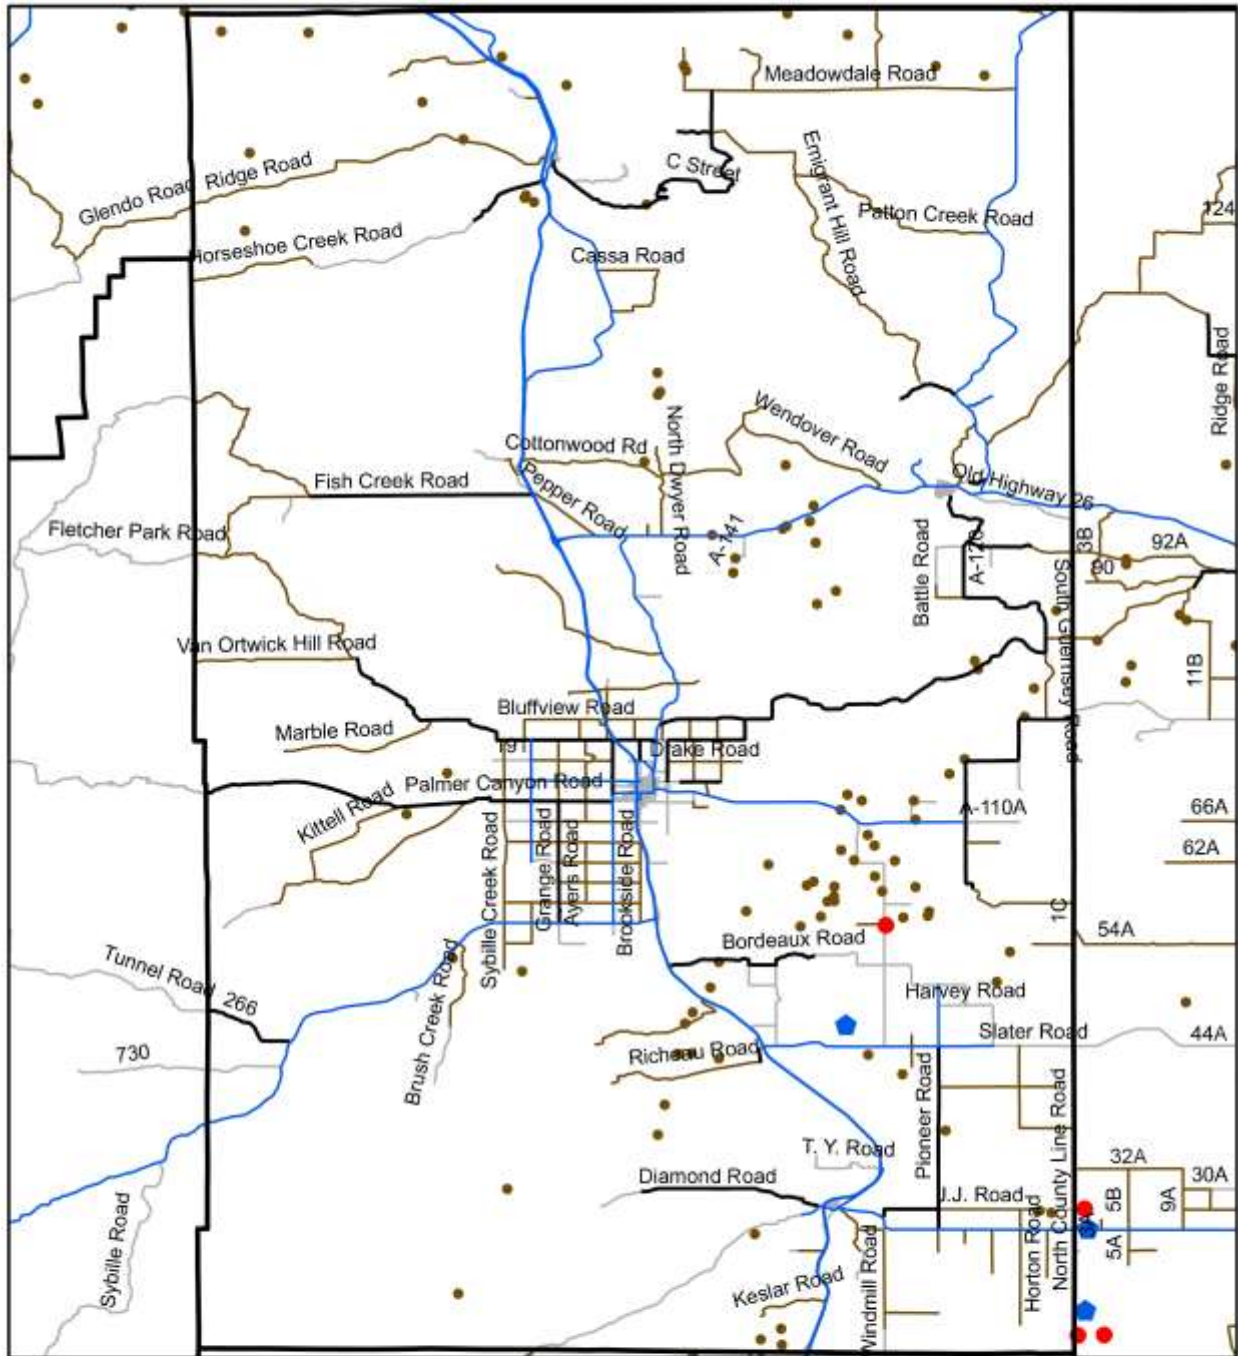 Meadowdale Road
C Street
Emigrant Hill Road
Glendo Road
Ridge Road
124
Patton Creek Road
Horseshoe Creek Road
Cassa Road
Ridge Road
Wendover Road
North Dwyer Road
Cottonwood Rd
Fish Creek Road
Pepper Road
Old Highway 26
Fletcher Park Road
A-141
Battle Road
3B
92A
90
South Guernsey Road
Van Ortwick Hill Road
11B
Bluffview Road
Marble Road
191
Drake Road
Palmer Canyon Road
Kittell Road
A-110A
66A
Sybille Creek Road
Grange Road
Ayers Road
Brookside Road
62A
1C
54A
Bordeaux Road
Tunnel Road
266
Brush Creek Road
Harvey Road
Slater Road
44A
730
Richeau Road
Pioneer Road
North County Line Road
T. Y. Road
32A
Diamond Road
30A
J.J. Road
5B
9A
Sybille Road
Horton Road
5A
Keslar Road
Windmill Road